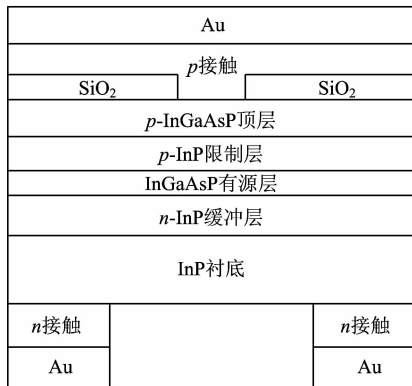 Au
p接触
SiO₂ SiO₂
p-InGaAsP顶层
p-InP限制层
InGaAsP有源层
n-InP缓冲层
InP衬底
n接触 n接触
Au Au